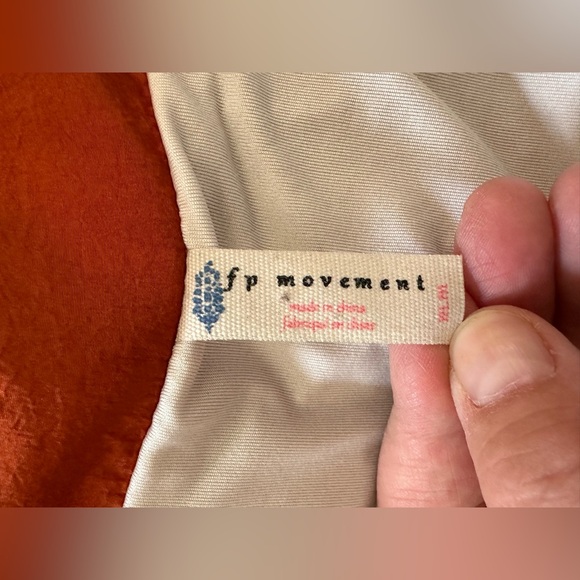 fp movement
made in china
fabriqué en chine
m:m